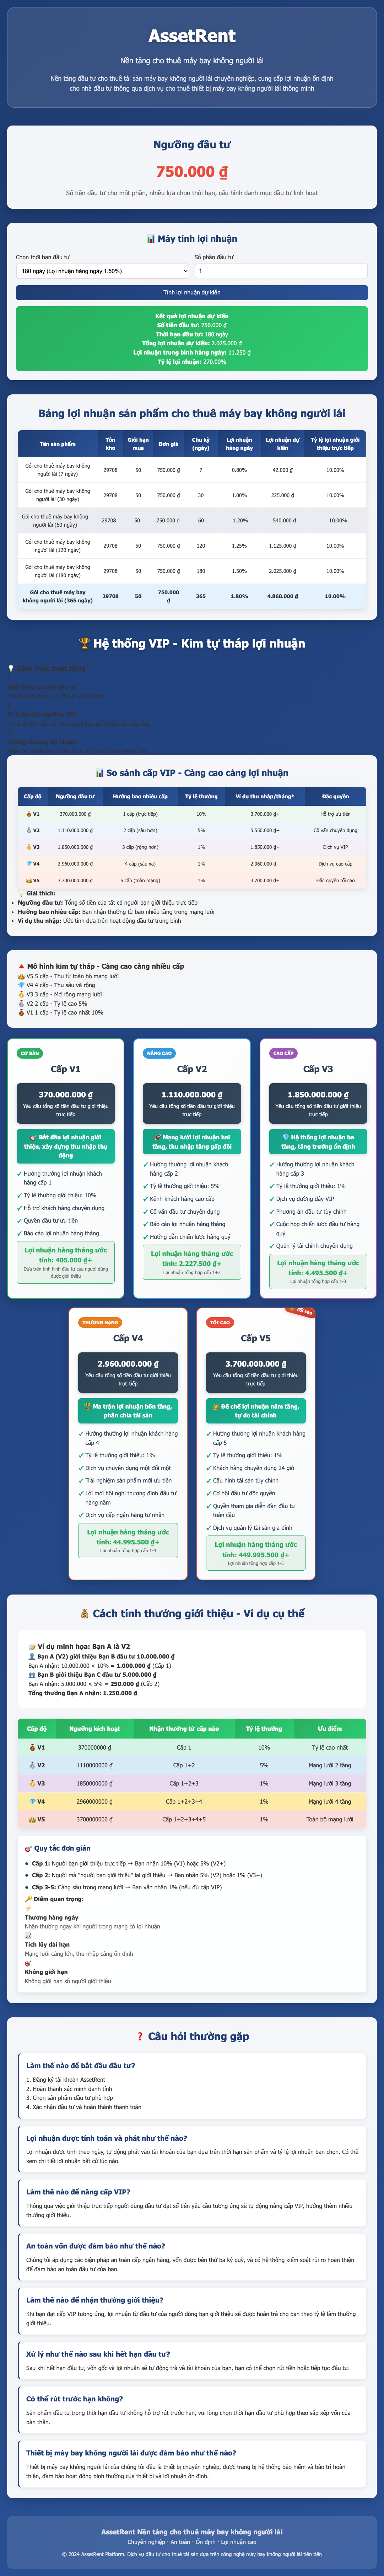 AssetRent
Nền tảng cho thuê máy bay không người lái
Nền tảng đầu tư cho thuê tài sản máy bay không người lái chuyên nghiệp, cung cấp lợi nhuận ổn định
cho nhà đầu tư thông qua dịch vụ cho thuê thiết bị máy bay không người lái thông minh
Ngưỡng đầu tư
750.000 ₫
Số tiền đầu tư cho một phần, nhiều lựa chọn thời hạn, cấu hình danh mục đầu tư linh hoạt
📊 Máy tính lợi nhuận
Chọn thời hạn đầu tư
Số phần đầu tư
180 ngày (Lợi nhuận hàng ngày 1.50%)
1
Tính lợi nhuận dự kiến
Kết quả lợi nhuận dự kiến
Số tiền đầu tư: 750.000 ₫
Thời hạn đầu tư: 180 ngày
Tổng lợi nhuận dự kiến: 2.025.000 ₫
Lợi nhuận trung bình hàng ngày: 11.250 ₫
Tỷ lệ lợi nhuận: 270.00%
Bảng lợi nhuận sản phẩm cho thuê máy bay không người lái
Tên sản phẩm Tồn kho Giới hạn mua Đơn giá Chu kỳ (ngày) Lợi nhuận hàng ngày Lợi nhuận dự kiến Tỷ lệ lợi nhuận giới thiệu trực tiếp
Gói cho thuê máy bay không người lái (7 ngày) 29708 50 750.000 ₫ 7 0.80% 42.000 ₫ 10.00%
Gói cho thuê máy bay không người lái (30 ngày) 29708 50 750.000 ₫ 30 1.00% 225.000 ₫ 10.00%
Gói cho thuê máy bay không người lái (60 ngày) 29708 50 750.000 ₫ 60 1.20% 540.000 ₫ 10.00%
Gói cho thuê máy bay không người lái (120 ngày) 29708 50 750.000 ₫ 120 1.25% 1.125.000 ₫ 10.00%
Gói cho thuê máy bay không người lái (180 ngày) 29708 50 750.000 ₫ 180 1.50% 2.025.000 ₫ 10.00%
Gói cho thuê máy bay không người lái (365 ngày) 29708 50 750.000 ₫ 365 1.80% 4.860.000 ₫ 10.00%
🏆 Hệ thống VIP - Kim tự tháp lợi nhuận
📊 So sánh cấp VIP - Càng cao càng lợi nhuận
Cấp độ Ngưỡng đầu tư Hưởng bao nhiêu cấp Tỷ lệ thưởng Ví dụ thu nhập/tháng* Đặc quyền
V1 370.000.000 ₫ 1 cấp (trực tiếp) 10% 3.700.000 ₫+ Hỗ trợ ưu tiên
V2 1.110.000.000 ₫ 2 cấp (sâu hơn) 5% 5.550.000 ₫+ Cố vấn chuyên dụng
V3 1.850.000.000 ₫ 3 cấp (rộng hơn) 1% 1.850.000 ₫+ Dịch vụ VIP
V4 2.960.000.000 ₫ 4 cấp (sâu xa) 1% 2.960.000 ₫+ Dịch vụ cao cấp
V5 3.700.000.000 ₫ 5 cấp (toàn mạng) 1% 3.700.000 ₫+ Đặc quyền tối cao
Giải thích:
• Ngưỡng đầu tư: Tổng số tiền của tất cả người bạn giới thiệu trực tiếp
• Hưởng bao nhiêu cấp: Bạn nhận thưởng từ bao nhiêu tầng trong mạng lưới
• Ví dụ thu nhập: Ước tính dựa trên hoạt động đầu tư trung bình
🔺 Mô hình kim tự tháp - Càng cao càng nhiều cấp
V5 5 cấp - Thu từ toàn bộ mạng lưới
V4 4 cấp - Thu sâu và rộng
V3 3 cấp - Mở rộng mạng lưới
V2 2 cấp - Tỷ lệ cao 5%
V1 1 cấp - Tỷ lệ cao nhất 10%
CƠ BẢN
Cấp V1
370.000.000 ₫
Yêu cầu tổng số tiền đầu tư giới thiệu trực tiếp
🎯 Bắt đầu lợi nhuận giới thiệu, xây dựng thu nhập thụ động
✔ Hưởng thưởng lợi nhuận khách hàng cấp 1
✔ Tỷ lệ thưởng giới thiệu: 10%
✔ Hỗ trợ khách hàng chuyên dụng
✔ Quyền đầu tư ưu tiên
✔ Báo cáo lợi nhuận hàng tháng
Lợi nhuận hàng tháng ước tính: 405.000 ₫+
Dựa trên tình hình đầu tư của người dùng được giới thiệu
NÂNG CAO
Cấp V2
1.110.000.000 ₫
Yêu cầu tổng số tiền đầu tư giới thiệu trực tiếp
🚀 Mạng lưới lợi nhuận hai tầng, thu nhập tăng gấp đôi
✔ Hưởng thưởng lợi nhuận khách hàng cấp 2
✔ Tỷ lệ thưởng giới thiệu: 5%
✔ Kênh khách hàng cao cấp
✔ Cố vấn đầu tư chuyên dụng
✔ Báo cáo lợi nhuận hàng tháng
✔ Hướng dẫn chiến lược hàng quý
Lợi nhuận hàng tháng ước tính: 2.227.500 ₫+
Lợi nhuận tổng hợp cấp 1+2
CAO CẤP
Cấp V3
1.850.000.000 ₫
Yêu cầu tổng số tiền đầu tư giới thiệu trực tiếp
💎 Hệ thống lợi nhuận ba tầng, tăng trưởng ổn định
✔ Hưởng thưởng lợi nhuận khách hàng cấp 3
✔ Tỷ lệ thưởng giới thiệu: 1%
✔ Dịch vụ đường dây VIP
✔ Phương án đầu tư tùy chỉnh
✔ Cuộc họp chiến lược đầu tư hàng quý
✔ Quản lý tài chính chuyên dụng
Lợi nhuận hàng tháng ước tính: 4.495.500 ₫+
Lợi nhuận tổng hợp cấp 1-3
THƯỢNG HẠNG
Cấp V4
2.960.000.000 ₫
Yêu cầu tổng số tiền đầu tư giới thiệu trực tiếp
🏆 Ma trận lợi nhuận bốn tầng, phân chia tài sản
✔ Hưởng thưởng lợi nhuận khách hàng cấp 4
✔ Tỷ lệ thưởng giới thiệu: 1%
✔ Dịch vụ chuyên dụng một đối một
✔ Trải nghiệm sản phẩm mới ưu tiên
✔ Lời mời hội nghị thượng đỉnh đầu tư hàng năm
✔ Dịch vụ cấp ngân hàng tư nhân
Lợi nhuận hàng tháng ước tính: 44.995.500 ₫+
Lợi nhuận tổng hợp cấp 1-4
TỐI CAO
Tối cao
Cấp V5
3.700.000.000 ₫
Yêu cầu tổng số tiền đầu tư giới thiệu trực tiếp
Đế chế lợi nhuận năm tầng, tự do tài chính
✔ Hưởng thưởng lợi nhuận khách hàng cấp 5
✔ Tỷ lệ thưởng giới thiệu: 1%
✔ Khách hàng chuyên dụng 24 giờ
✔ Cấu hình tài sản tùy chỉnh
✔ Cơ hội đầu tư độc quyền
✔ Quyền tham gia diễn đàn đầu tư toàn cầu
✔ Dịch vụ quản lý tài sản gia đình
Lợi nhuận hàng tháng ước tính: 449.995.500 ₫+
Lợi nhuận tổng hợp cấp 1-5
💰 Cách tính thưởng giới thiệu - Ví dụ cụ thể
📝 Ví dụ minh họa: Bạn A là V2
Bạn A (V2) giới thiệu Bạn B đầu tư 10.000.000 ₫
Bạn A nhận: 10.000.000 × 10% = 1.000.000 ₫ (Cấp 1)
Bạn B giới thiệu Bạn C đầu tư 5.000.000 ₫
Bạn A nhận: 5.000.000 × 5% = 250.000 ₫ (Cấp 2)
Tổng thưởng Bạn A nhận: 1.250.000 ₫
Cấp độ Ngưỡng kích hoạt Nhận thưởng từ cấp nào Tỷ lệ thưởng Ưu điểm
V1 370000000 ₫ Cấp 1 10% Tỷ lệ cao nhất
V2 1110000000 ₫ Cấp 1+2 5% Mạng lưới 2 tầng
V3 1850000000 ₫ Cấp 1+2+3 1% Mạng lưới 3 tầng
V4 2960000000 ₫ Cấp 1+2+3+4 1% Mạng lưới 4 tầng
V5 3700000000 ₫ Cấp 1+2+3+4+5 1% Toàn bộ mạng lưới
🎯 Quy tắc đơn giản
• Cấp 1: Người bạn giới thiệu trực tiếp → Bạn nhận 10% (V1) hoặc 5% (V2+)
• Cấp 2: Người mà "người bạn giới thiệu" lại giới thiệu → Bạn nhận 5% (V2) hoặc 1% (V3+)
• Cấp 3-5: Càng sâu trong mạng lưới → Bạn vẫn nhận 1% (nếu đủ cấp VIP)
🔑 Điểm quan trọng:
⚡
Thưởng hàng ngày
Nhận thưởng ngay khi người trong mạng có lợi nhuận
📈
Tích lũy dài hạn
Mạng lưới càng lớn, thu nhập càng ổn định
🎯
Không giới hạn
Không giới hạn số người giới thiệu
❓ Câu hỏi thường gặp
Làm thế nào để bắt đầu đầu tư?
1. Đăng ký tài khoản AssetRent
2. Hoàn thành xác minh danh tính
3. Chọn sản phẩm đầu tư phù hợp
4. Xác nhận đầu tư và hoàn thành thanh toán
Lợi nhuận được tính toán và phát như thế nào?
Lợi nhuận được tính theo ngày, tự động phát vào tài khoản của bạn dựa trên thời hạn sản phẩm và tỷ lệ lợi nhuận bạn chọn. Có thể
xem chi tiết lợi nhuận bất cứ lúc nào.
Làm thế nào để nâng cấp VIP?
Thông qua việc giới thiệu trực tiếp người dùng đầu tư đạt số tiền yêu cầu tương ứng sẽ tự động nâng cấp VIP, hưởng thêm nhiều
thưởng giới thiệu.
An toàn vốn được đảm bảo như thế nào?
Chúng tôi áp dụng các biện pháp an toàn cấp ngân hàng, vốn được bên thứ ba ký quỹ, và có hệ thống kiểm soát rủi ro hoàn thiện
để đảm bảo an toàn đầu tư của bạn.
Làm thế nào để nhận thưởng giới thiệu?
Khi bạn đạt cấp VIP tương ứng, lợi nhuận từ đầu tư của người dùng bạn giới thiệu sẽ được hoàn trả cho bạn theo tỷ lệ làm thưởng
giới thiệu.
Xử lý như thế nào sau khi hết hạn đầu tư?
Sau khi hết hạn đầu tư, vốn gốc và lợi nhuận sẽ tự động trả về tài khoản của bạn, bạn có thể chọn rút tiền hoặc tiếp tục đầu tư.
Có thể rút trước hạn không?
Sản phẩm đầu tư trong thời hạn đầu tư không hỗ trợ rút trước hạn, vui lòng chọn thời hạn đầu tư phù hợp theo sắp xếp vốn của
bản thân.
Thiết bị máy bay không người lái được đảm bảo như thế nào?
Thiết bị máy bay không người lái của chúng tôi đều là thiết bị chuyên nghiệp, được trang bị hệ thống bảo hiểm và bảo trì hoàn
thiện, đảm bảo hoạt động bình thường của thiết bị và lợi nhuận ổn định.
AssetRent Nền tảng cho thuê máy bay không người lái
Chuyên nghiệp · An toàn · Ổn định · Lợi nhuận cao
© 2024 AssetRent Platform. Dịch vụ đầu tư cho thuê tài sản dựa trên công nghệ máy bay không người lái tiên tiến